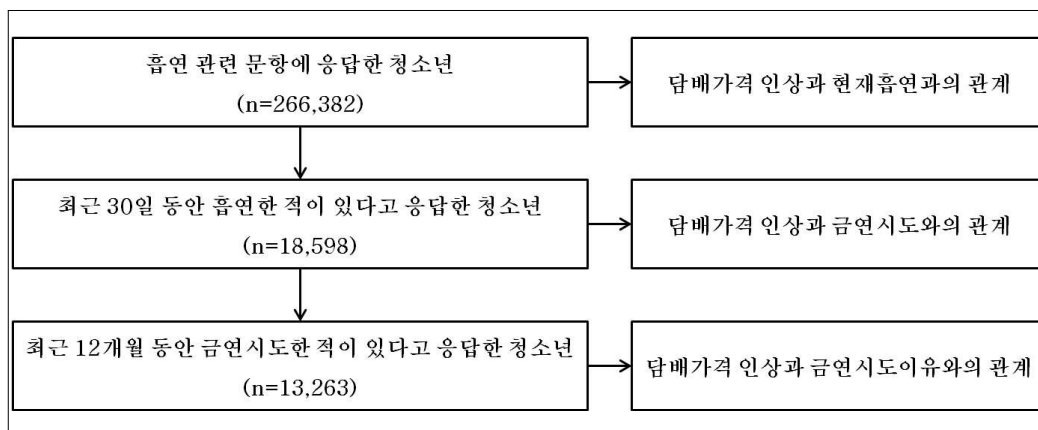 흡연 관련 문항에 응답한 청소년
(n=266,382)
담배가격 인상과 현재흡연과의 관계
최근 30일 동안 흡연한 적이 있다고 응답한 청소년
(n=18,598)
담배가격 인상과 금연시도와의 관계
최근 12개월 동안 금연시도한 적이 있다고 응답한 청소년
(n=13,263)
담배가격 인상과 금연시도이유와의 관계